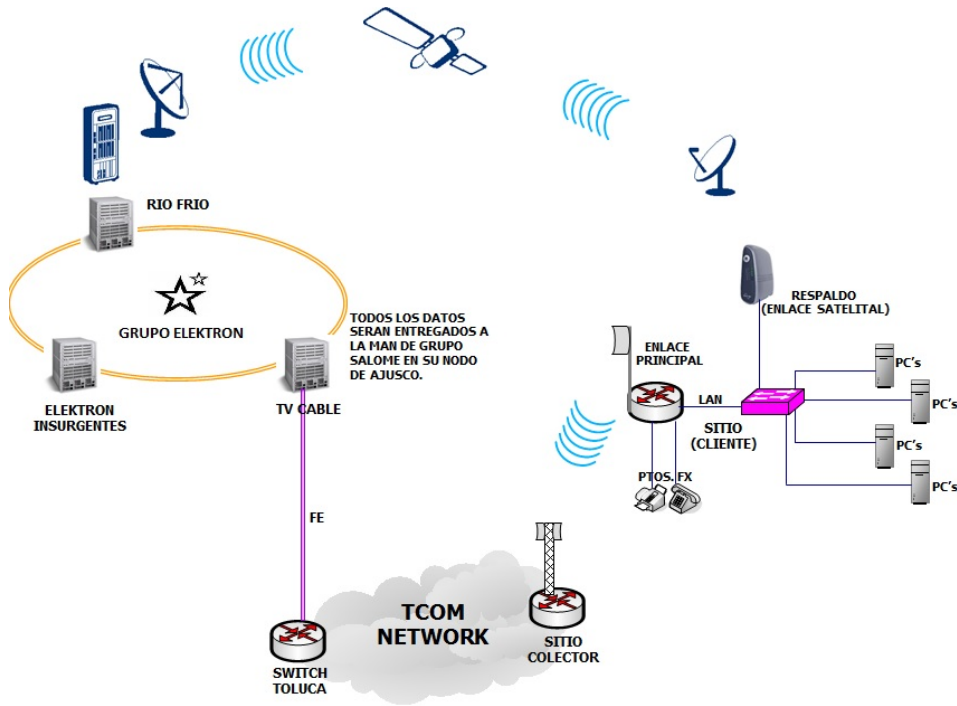 RIO FRIO
GRUPO ELEKTRON
ELEKTRON
INSURGENTES
TV CABLE
TODOS LOS DATOS
SERAN ENTREGADOS A
LA MAN DE GRUPO
SALOME EN SU NODO
DE AJUSCO.
RESPALDO
(ENLACE SATELITAL)
ENLACE
PRINCIPAL
LAN
SITIO
(CLIENTE)
PC's
PC's
PC's
PC's
PTOS. FX
FE
TCOM
NETWORK
SWITCH
TOLUCA
SITIO
COLECTOR